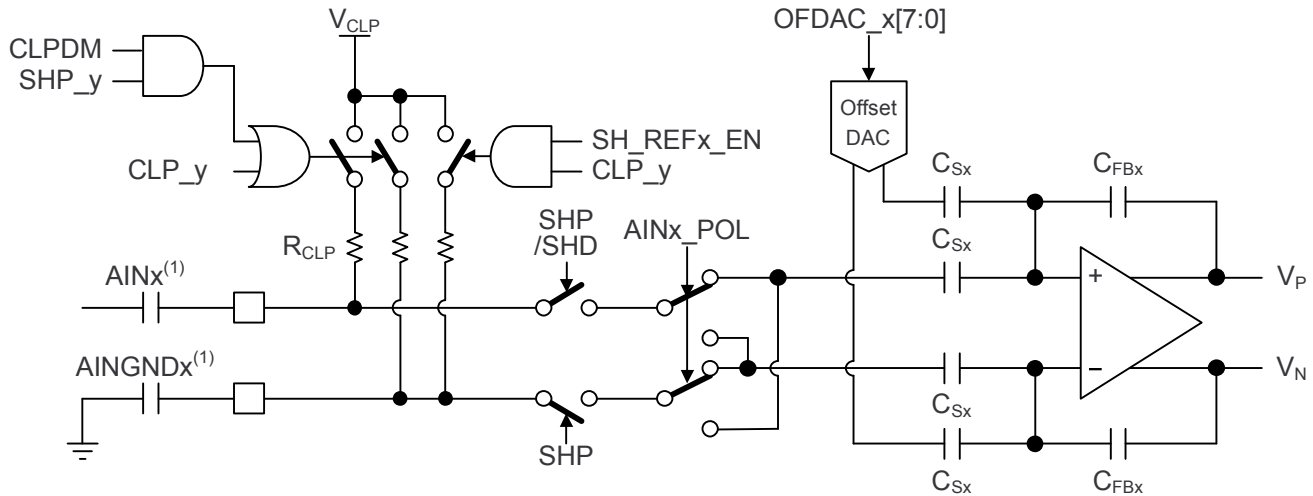 V_CLP
OFDAC_x[7:0]
CLPDM
SHP_y
Offset
DAC
SH_REFx_EN
CLP_y
CLP_y
C_Sx
C_FBx
SHP
/SHD
AINx_POL
R_CLP
C_Sx
AINx(1)
+
V_P
AINGNDx(1)
−
V_N
C_Sx
SHP
C_Sx
C_FBx